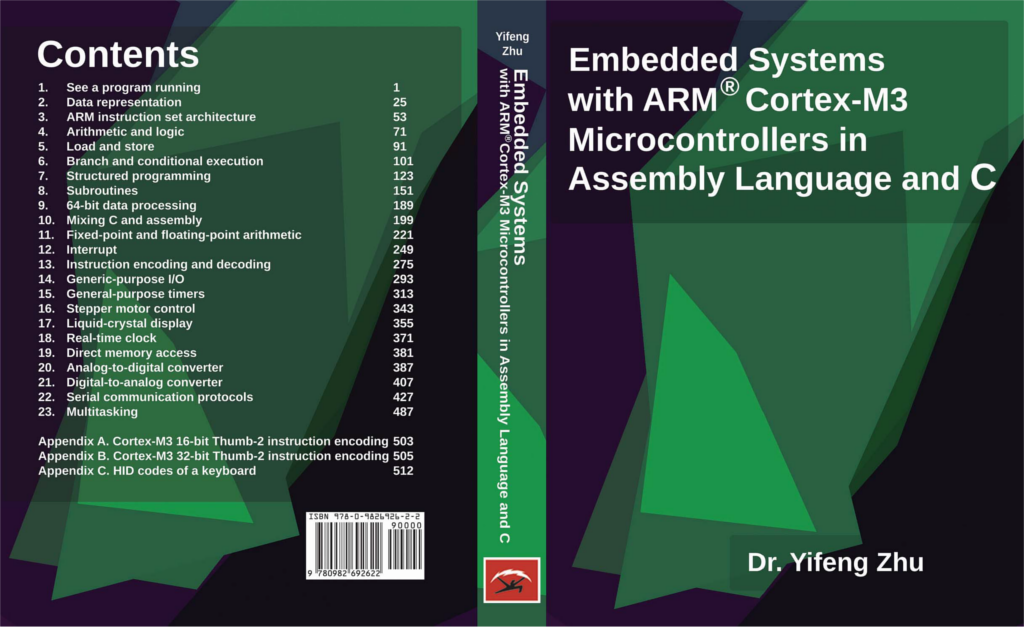 Contents
1. See a program running 1
2. Data representation 25
3. ARM instruction set architecture 53
4. Arithmetic and logic 71
5. Load and store 91
6. Branch and conditional execution 101
7. Structured programming 123
8. Subroutines 151
9. 64-bit data processing 189
10. Mixing C and assembly 199
11. Fixed-point and floating-point arithmetic 221
12. Interrupt 249
13. Instruction encoding and decoding 275
14. Generic-purpose I/O 293
15. General-purpose timers 313
16. Stepper motor control 343
17. Liquid-crystal display 355
18. Real-time clock 371
19. Direct memory access 381
20. Analog-to-digital converter 387
21. Digital-to-analog converter 407
22. Serial communication protocols 427
23. Multitasking 487
Appendix A. Cortex-M3 16-bit Thumb-2 instruction encoding 503
Appendix B. Cortex-M3 32-bit Thumb-2 instruction encoding 505
Appendix C. HID codes of a keyboard 512
ISBN 978-0-9826926-2-2
90000
9 780982 692622
Yifeng
Zhu
Embedded Systems
with ARM® Cortex-M3 Microcontrollers in Assembly Language and C
Embedded Systems
with ARM® Cortex-M3
Microcontrollers in
Assembly Language and C
Dr. Yifeng Zhu